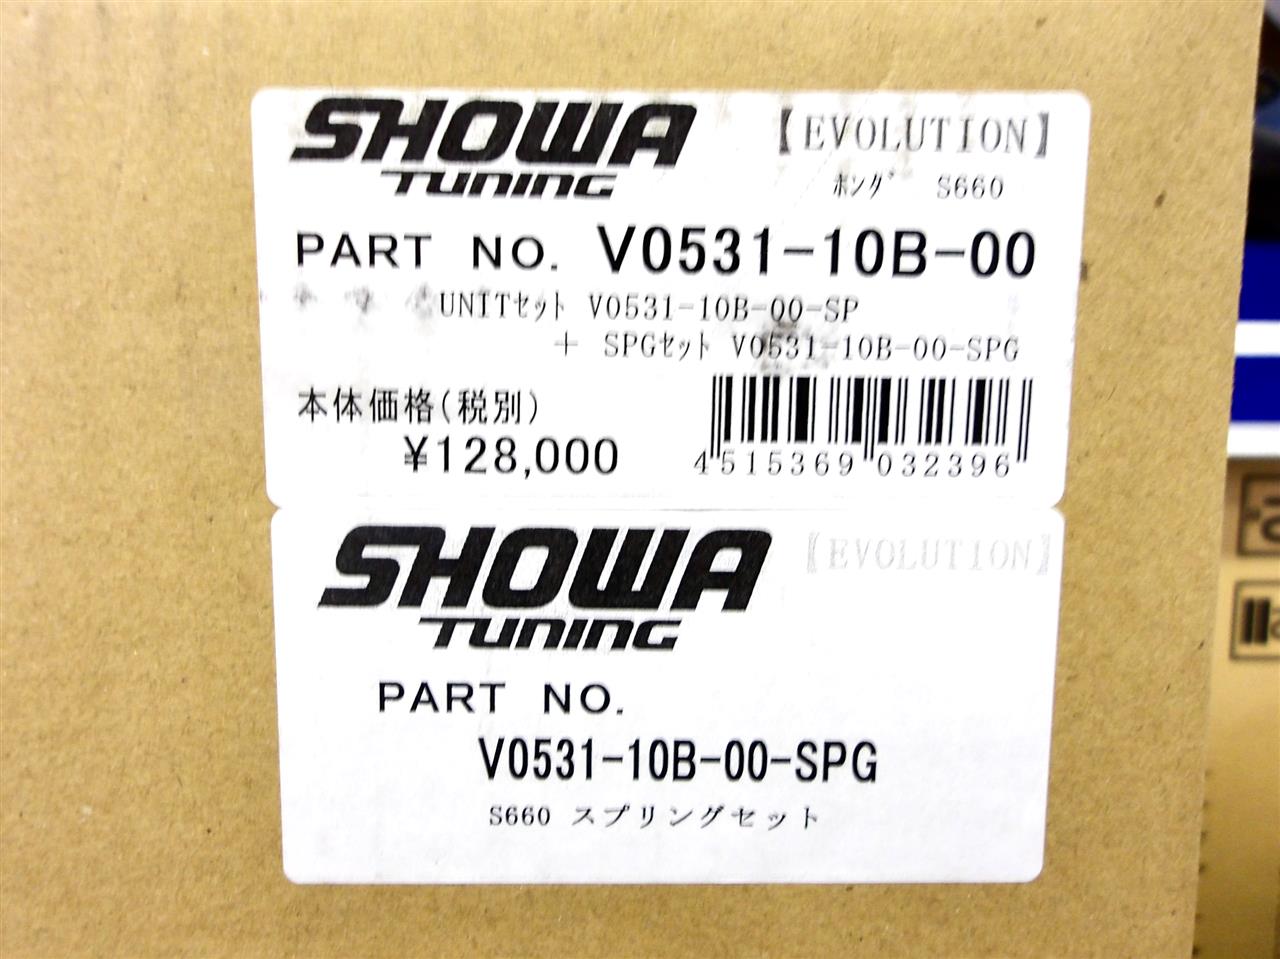 SHOWA
TUNING
【EVOLUTION】
ホンダ S660
PART NO. V0531-10B-00
UNITセット V0531-10B-00-SP
+ SPGセット V0531-10B-00-SPG
本体価格(税別)
¥128,000
4515369032396
SHOWA
TUNING
【EVOLUTION】
PART NO.
V0531-10B-00-SPG
S660 スプリングセット